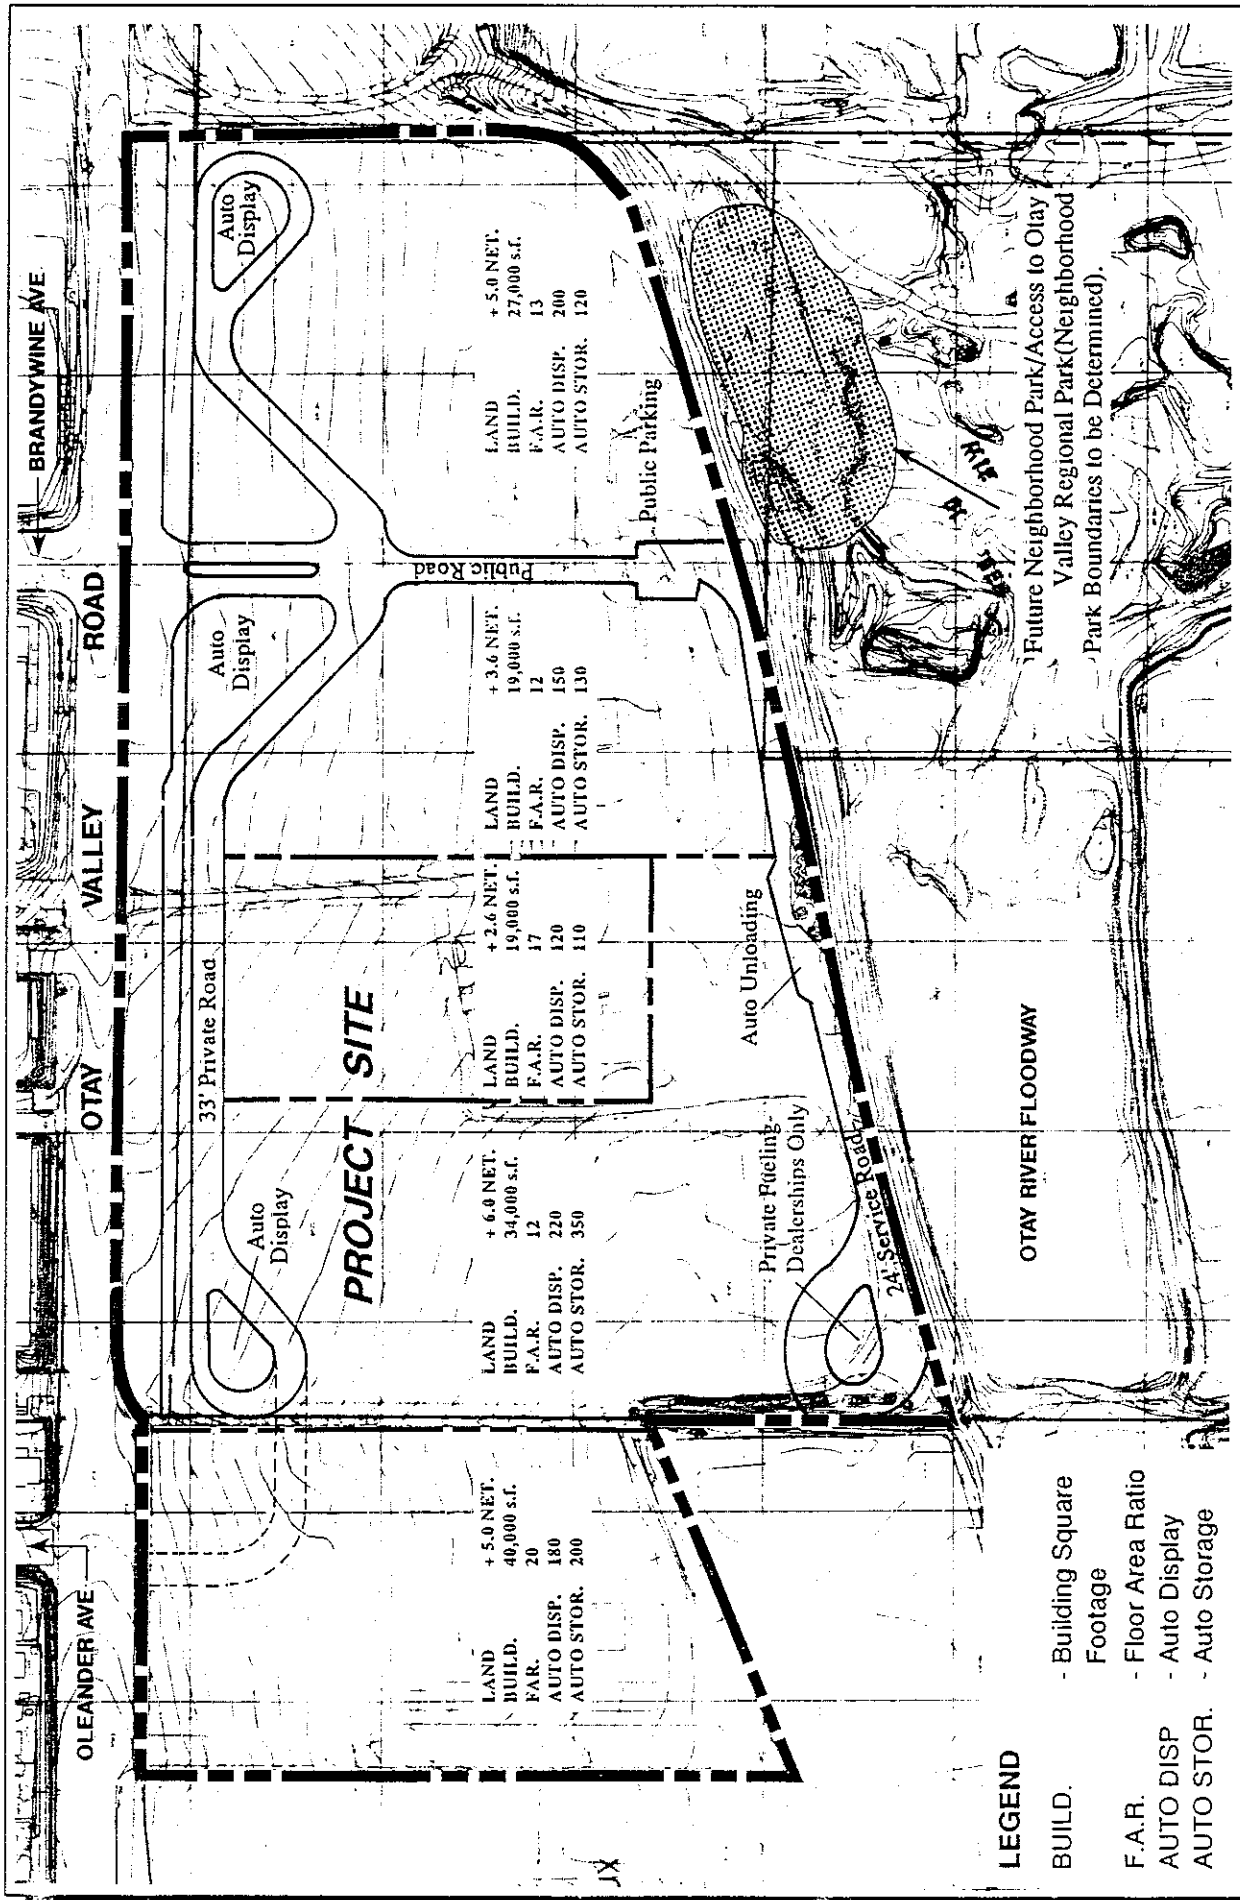 OLEANDER AVE
BRANDYWINE AVE
OTAY VALLEY ROAD
33' Private Road
Auto
Display
Auto
Display
Auto
Display
PROJECT SITE
LAND + 5.0 NET.
BUILD. 40,000 s.f.
FAR. 20
AUTO DISP. 180
AUTO STOR. 200
LAND + 6.0 NET.
BUILD. 34,000 s.f.
F.A.R. 12
AUTO DISP. 220
AUTO STOR. 350
LAND + 2.6 NET.
BUILD. 19,000 s.f.
F.A.R. 17
AUTO DISP. 120
AUTO STOR. 110
LAND + 3.6 NET.
BUILD. 19,000 s.f.
F.A.R. 12
AUTO DISP. 150
AUTO STOR. 130
LAND + 5.0 NET.
BUILD. 27,000 s.f.
F.A.R. 13
AUTO DISP. 200
AUTO STOR. 120
Public Road
Public Parking
Auto Unloading
Private Fueling-
Dealerships Only
24' Service Road
OTAY RIVER FLOODWAY
Future Neighborhood Park/Access to Otay
Valley Regional Park(Neighborhood
Park Boundaries to be Determined).
LEGEND
BUILD. - Building Square
Footage
F.A.R. - Floor Area Ratio
AUTO DISP - Auto Display
AUTO STOR. - Auto Storage